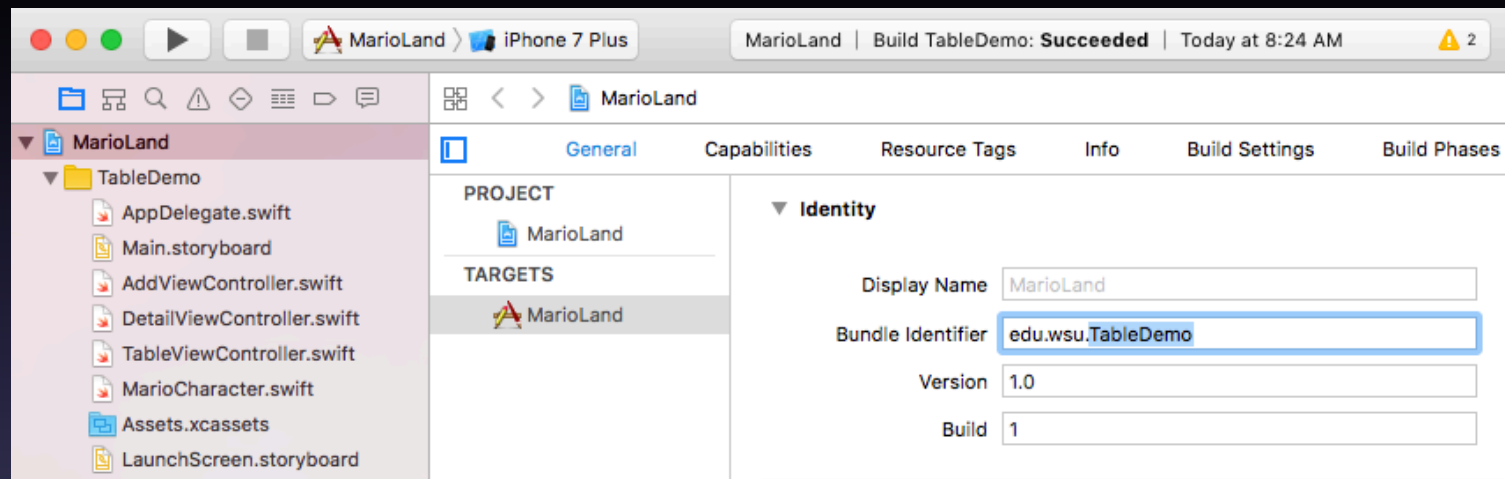 MarioLand 〉 iPhone 7 Plus
MarioLand | Build TableDemo: Succeeded | Today at 8:24 AM
2
MarioLand
General Capabilities Resource Tags Info Build Settings Build Phases
MarioLand
TableDemo
AppDelegate.swift
Main.storyboard
AddViewController.swift
DetailViewController.swift
TableViewController.swift
MarioCharacter.swift
Assets.xcassets
LaunchScreen.storyboard
PROJECT
MarioLand
TARGETS
MarioLand
Identity
Display Name MarioLand
Bundle Identifier edu.wsu.TableDemo
Version 1.0
Build 1